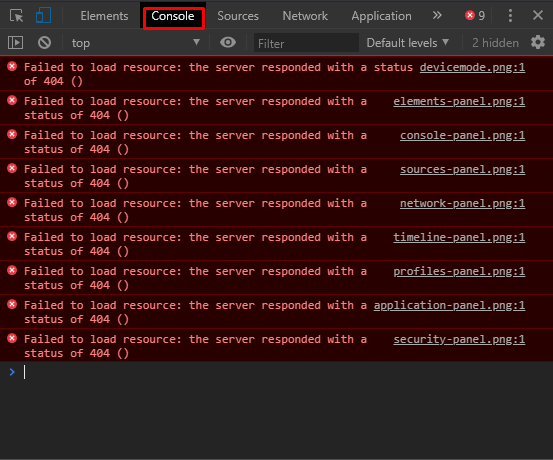 Elements Console Sources Network Application » 9
top Filter Default levels 2 hidden
Failed to load resource: the server responded with a status devicemode.png:1
of 404 ()
Failed to load resource: the server responded with a elements-panel.png:1
status of 404 ()
Failed to load resource: the server responded with a console-panel.png:1
status of 404 ()
Failed to load resource: the server responded with a sources-panel.png:1
status of 404 ()
Failed to load resource: the server responded with a network-panel.png:1
status of 404 ()
Failed to load resource: the server responded with a timeline-panel.png:1
status of 404 ()
Failed to load resource: the server responded with a profiles-panel.png:1
status of 404 ()
Failed to load resource: the server responded with a application-panel.png:1
status of 404 ()
Failed to load resource: the server responded with a security-panel.png:1
status of 404 ()